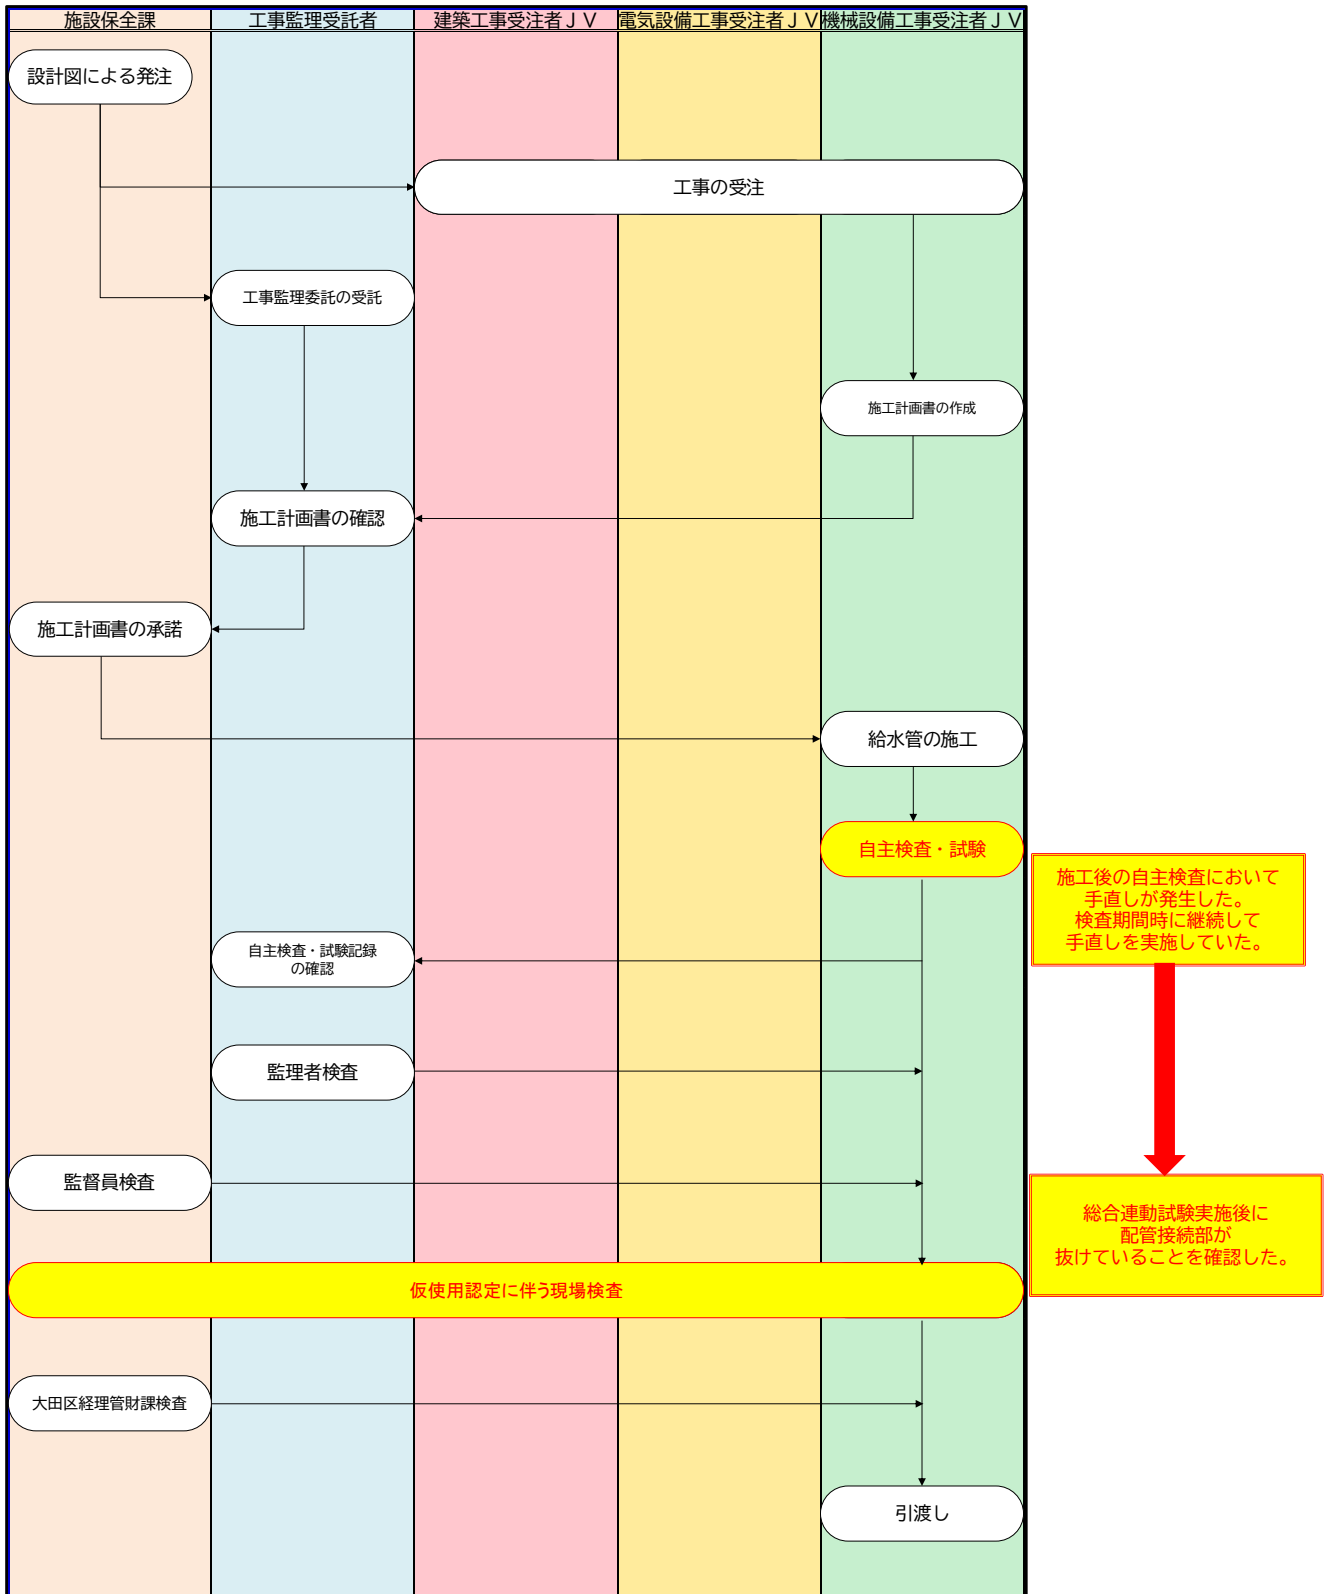 施設保全課
工事監理受託者
建築工事受注者ＪＶ
電気設備工事受注者ＪＶ
機械設備工事受注者ＪＶ
設計図による発注
工事の受注
工事監理委託の受託
施工計画書の作成
施工計画書の確認
施工計画書の承諾
給水管の施工
自主検査・試験
施工後の自主検査において
手直しが発生した。
検査期間時に継続して
手直しを実施していた。
自主検査・試験記録
の確認
監理者検査
監督員検査
総合連動試験実施後に
配管接続部が
抜けていることを確認した。
仮使用認定に伴う現場検査
大田区経理管財課検査
引渡し